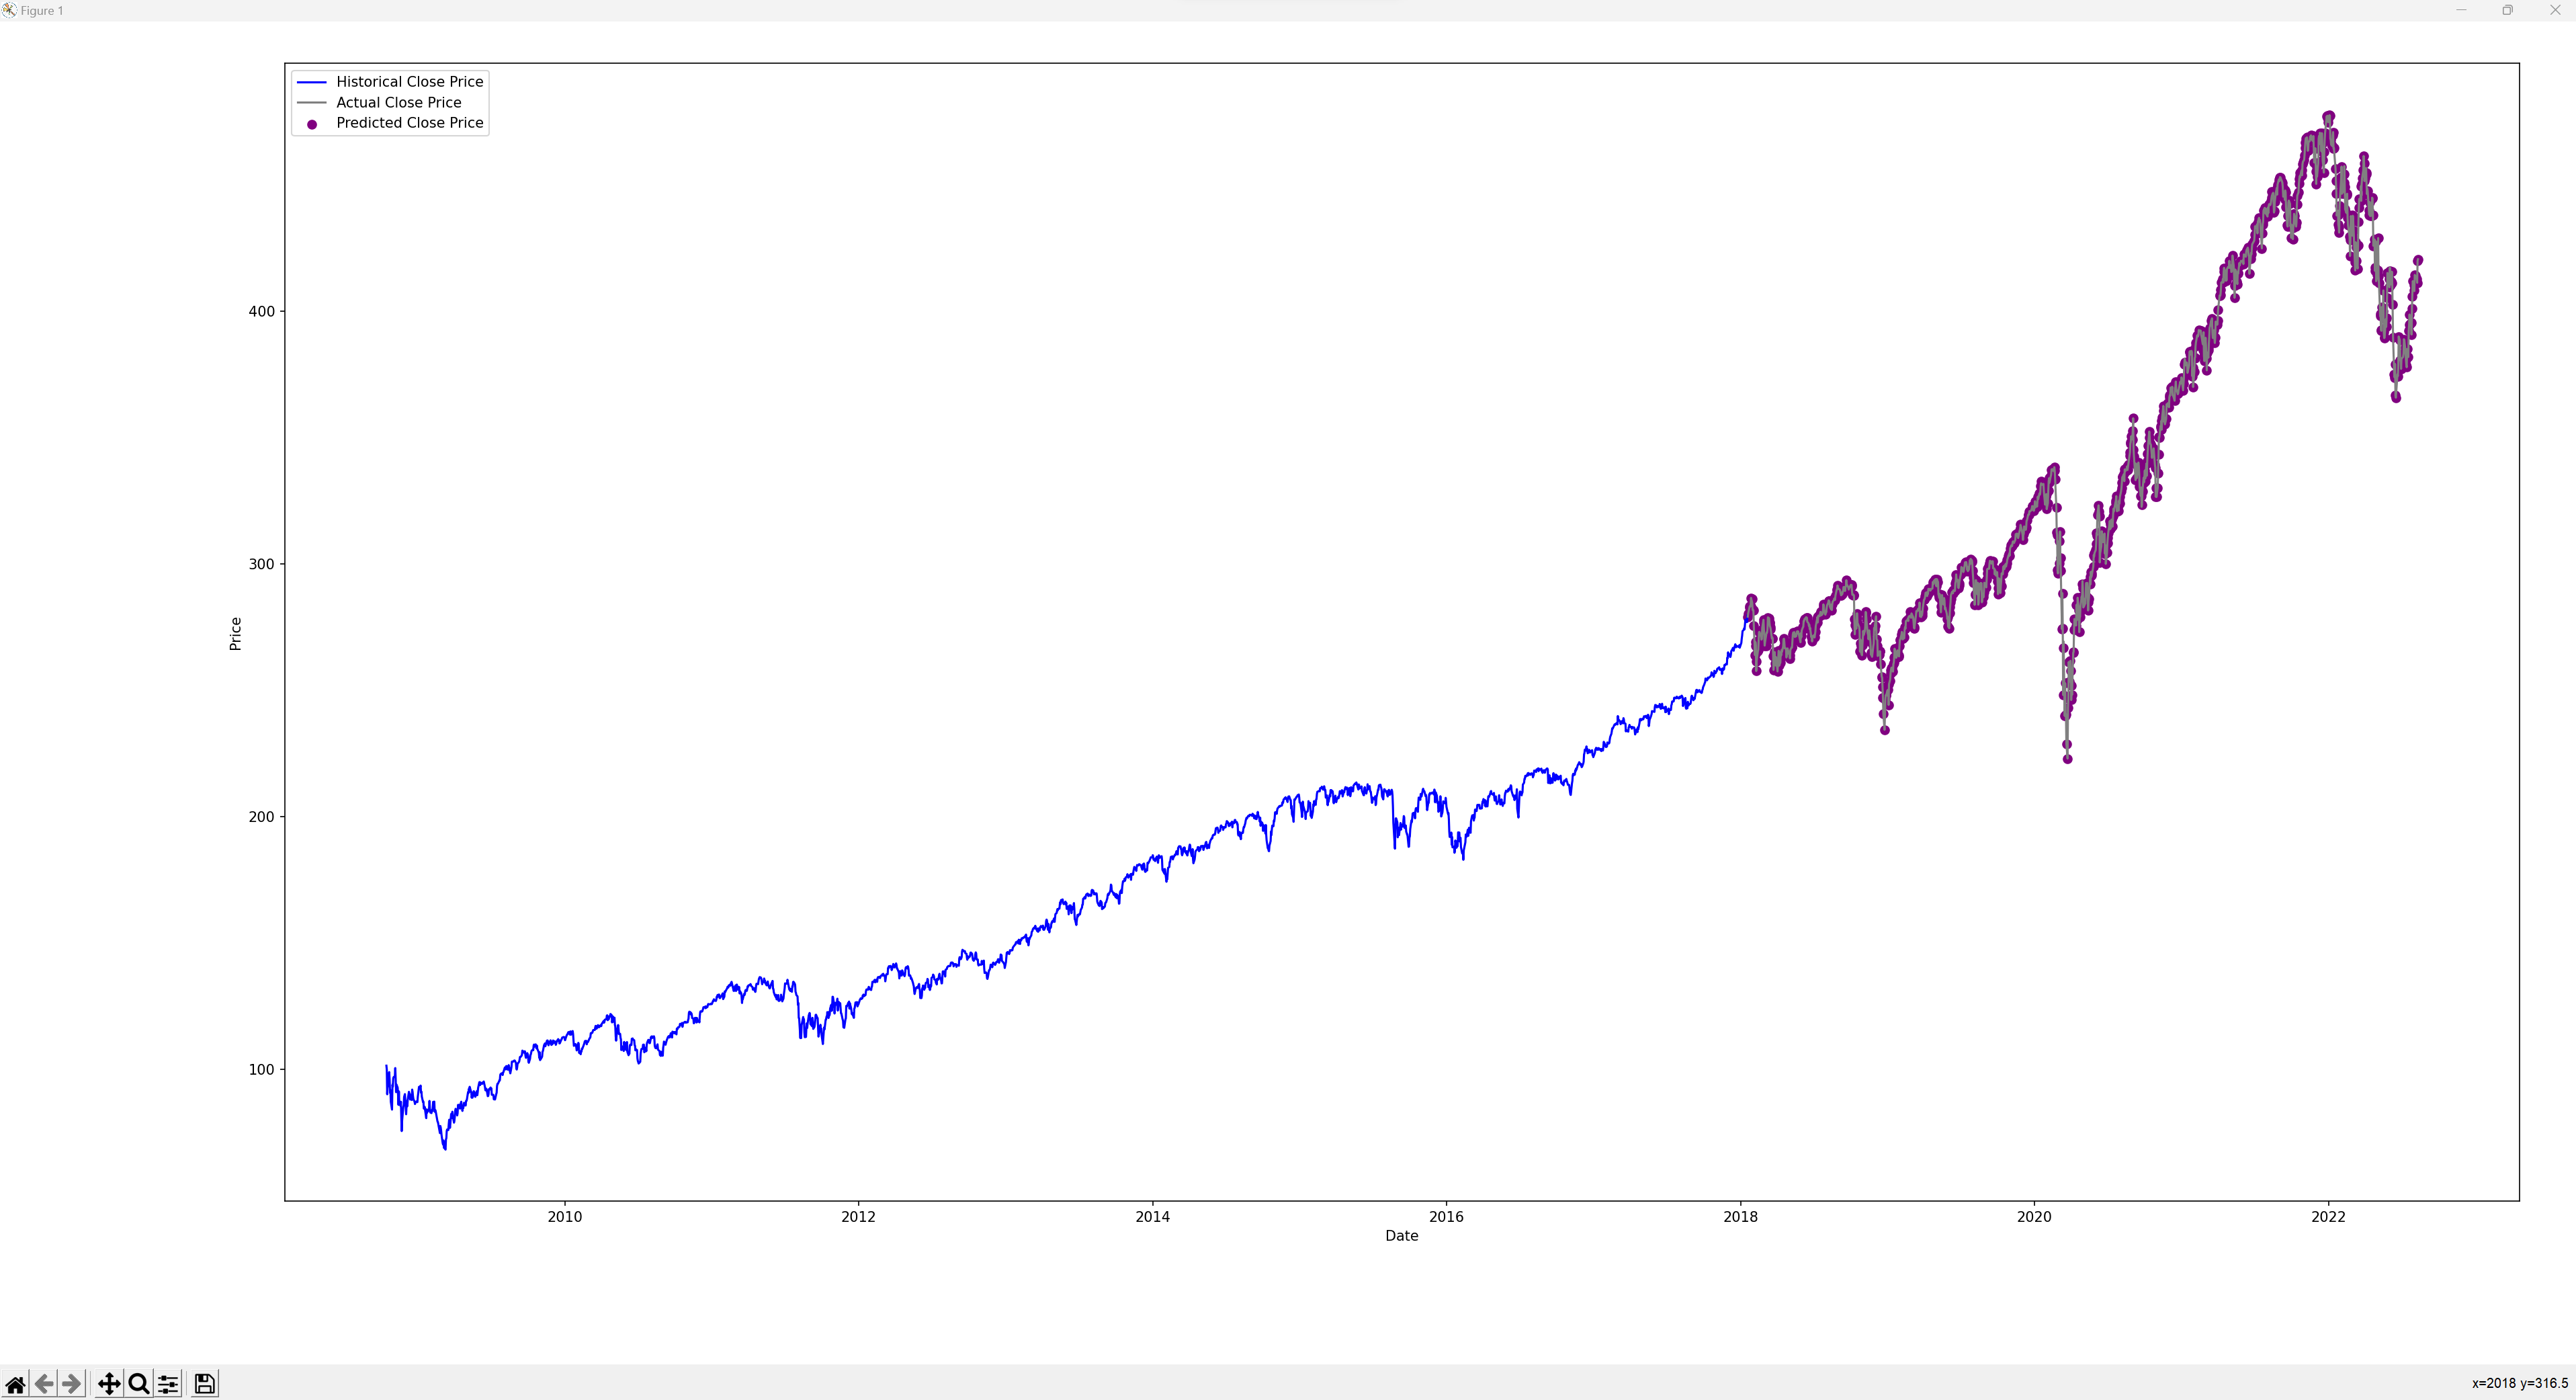 Figure 1
Historical Close Price
Actual Close Price
Predicted Close Price
400
300
200
100
Price
2010 2012 2014 2016 2018 2020 2022
Date
x=2018 y=316.5